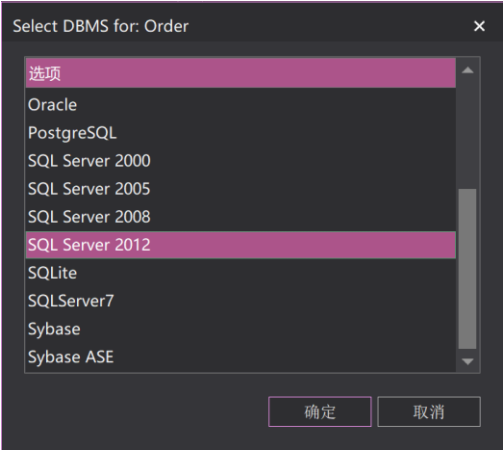 Select DBMS for: Order
选项
Oracle
PostgreSQL
SQL Server 2000
SQL Server 2005
SQL Server 2008
SQL Server 2012
SQLite
SQLServer7
Sybase
Sybase ASE
确定 取消